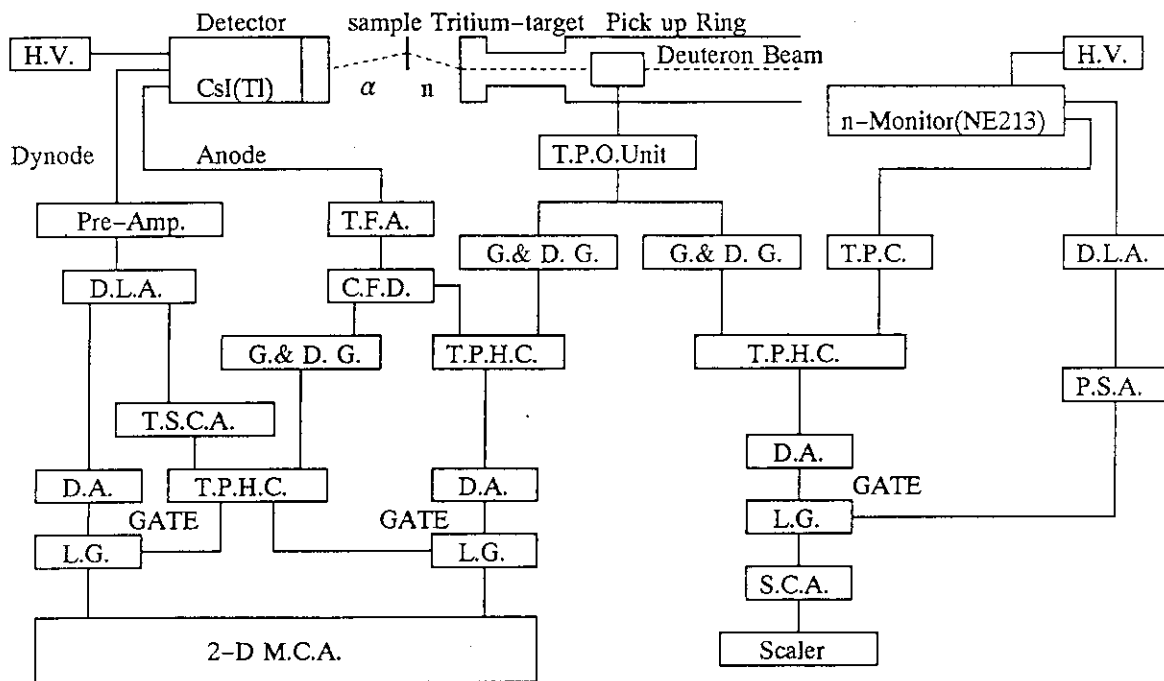 Detector sample Tritium-target Pick up Ring
H.V. Deuteron Beam H.V.
CsI(Tl) α n n-Monitor(NE213)
Dynode Anode T.P.O.Unit
Pre-Amp. T.F.A. G.& D. G. G.& D. G. T.P.C. D.L.A.
D.L.A. C.F.D.
G.& D. G. T.P.H.C. T.P.H.C. P.S.A.
T.S.C.A.
D.A. T.P.H.C. D.A. D.A.
GATE GATE GATE
L.G. L.G. L.G.
S.C.A.
2-D M.C.A. Scaler